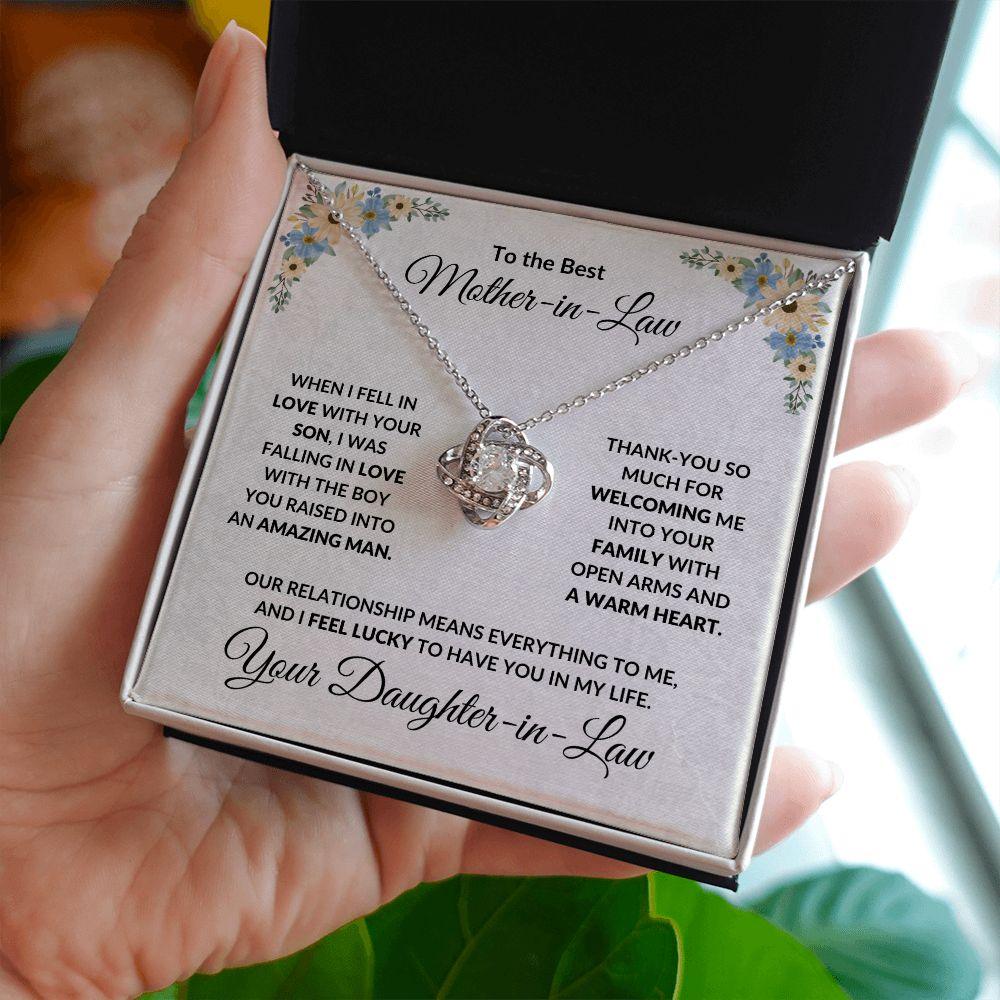 To the Best
Mother-in-Law
WHEN I FELL IN
LOVE WITH YOUR
SON, I WAS
FALLING IN LOVE
WITH THE BOY
YOU RAISED INTO
AN AMAZING MAN.
THANK-YOU SO
MUCH FOR
WELCOMING ME
INTO YOUR
FAMILY WITH
OPEN ARMS AND
A WARM HEART.
OUR RELATIONSHIP MEANS EVERYTHING TO ME,
AND I FEEL LUCKY TO HAVE YOU IN MY LIFE.
Your Daughter-in-Law